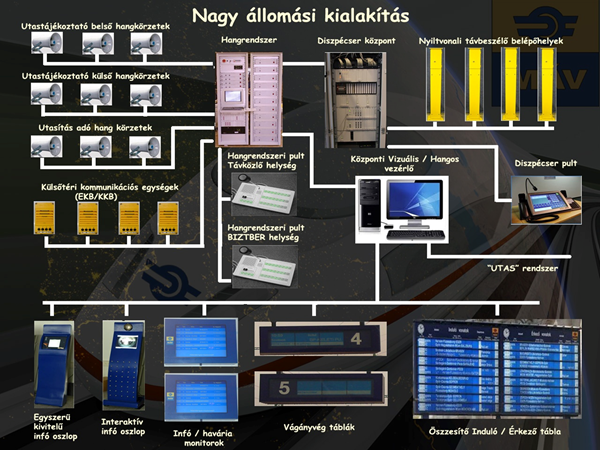 Nagy állomási kialakítás
Utastájékoztató belső hangkörzetek
Hangrendszer
Diszpécser központ
Nyíltvonali távbeszélő belépőhelyek
MÁV
Utastájékoztató külső hangkörzetek
Utasítás adó hang körzetek
Hangrendszeri pult
Távközlő helység
Központi Vizuális / Hangos
vezérlő
Diszpécser pult
Külsőtéri kommunikációs egységek
(EKB/KKB)
Hangrendszeri pult
BIZTBER helység
"UTAS" rendszer
4
5
Egyszerű
kivitelű
infó oszlop
Interaktív
infó oszlop
Infó / havária
monitorok
Vágányvég táblák
Összesítő Induló / Érkező tábla